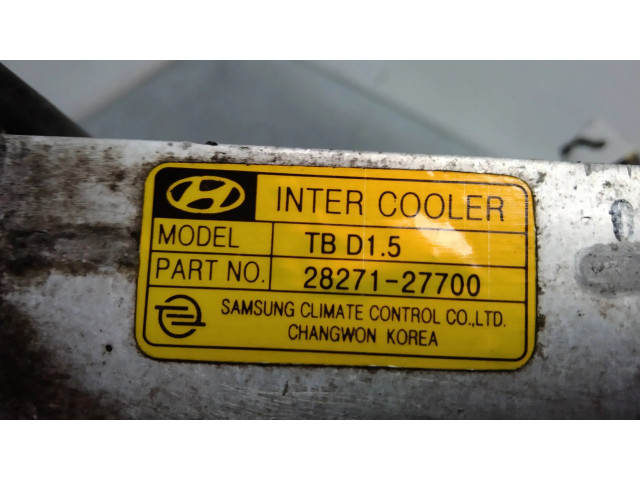 INTER COOLER
MODEL TB D1.5
PART NO. 28271-27700
SAMSUNG CLIMATE CONTROL CO.,LTD.
CHANGWON KOREA